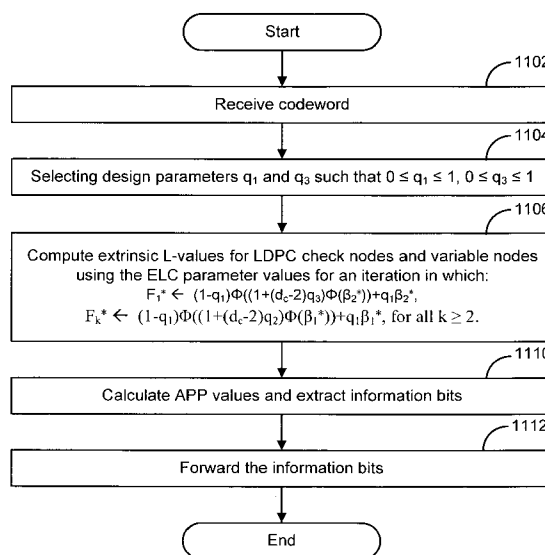 Start
1102
Receive codeword
1104
Selecting design parameters q₁ and q₃ such that 0 ≤ q₁ ≤ 1, 0 ≤ q₃ ≤ 1
1106
Compute extrinsic L-values for LDPC check nodes and variable nodes
using the ELC parameter values for an iteration in which:
F₁* ← (1-q₁)Φ((1+(d꜀-2)q₃)Φ(β₂*))+q₁β₂*,
Fₖ* ← (1-q₁)Φ((1+(d꜀-2)q₂)Φ(β₁*))+q₁β₁*, for all k ≥ 2.
1110
Calculate APP values and extract information bits
1112
Forward the information bits
End